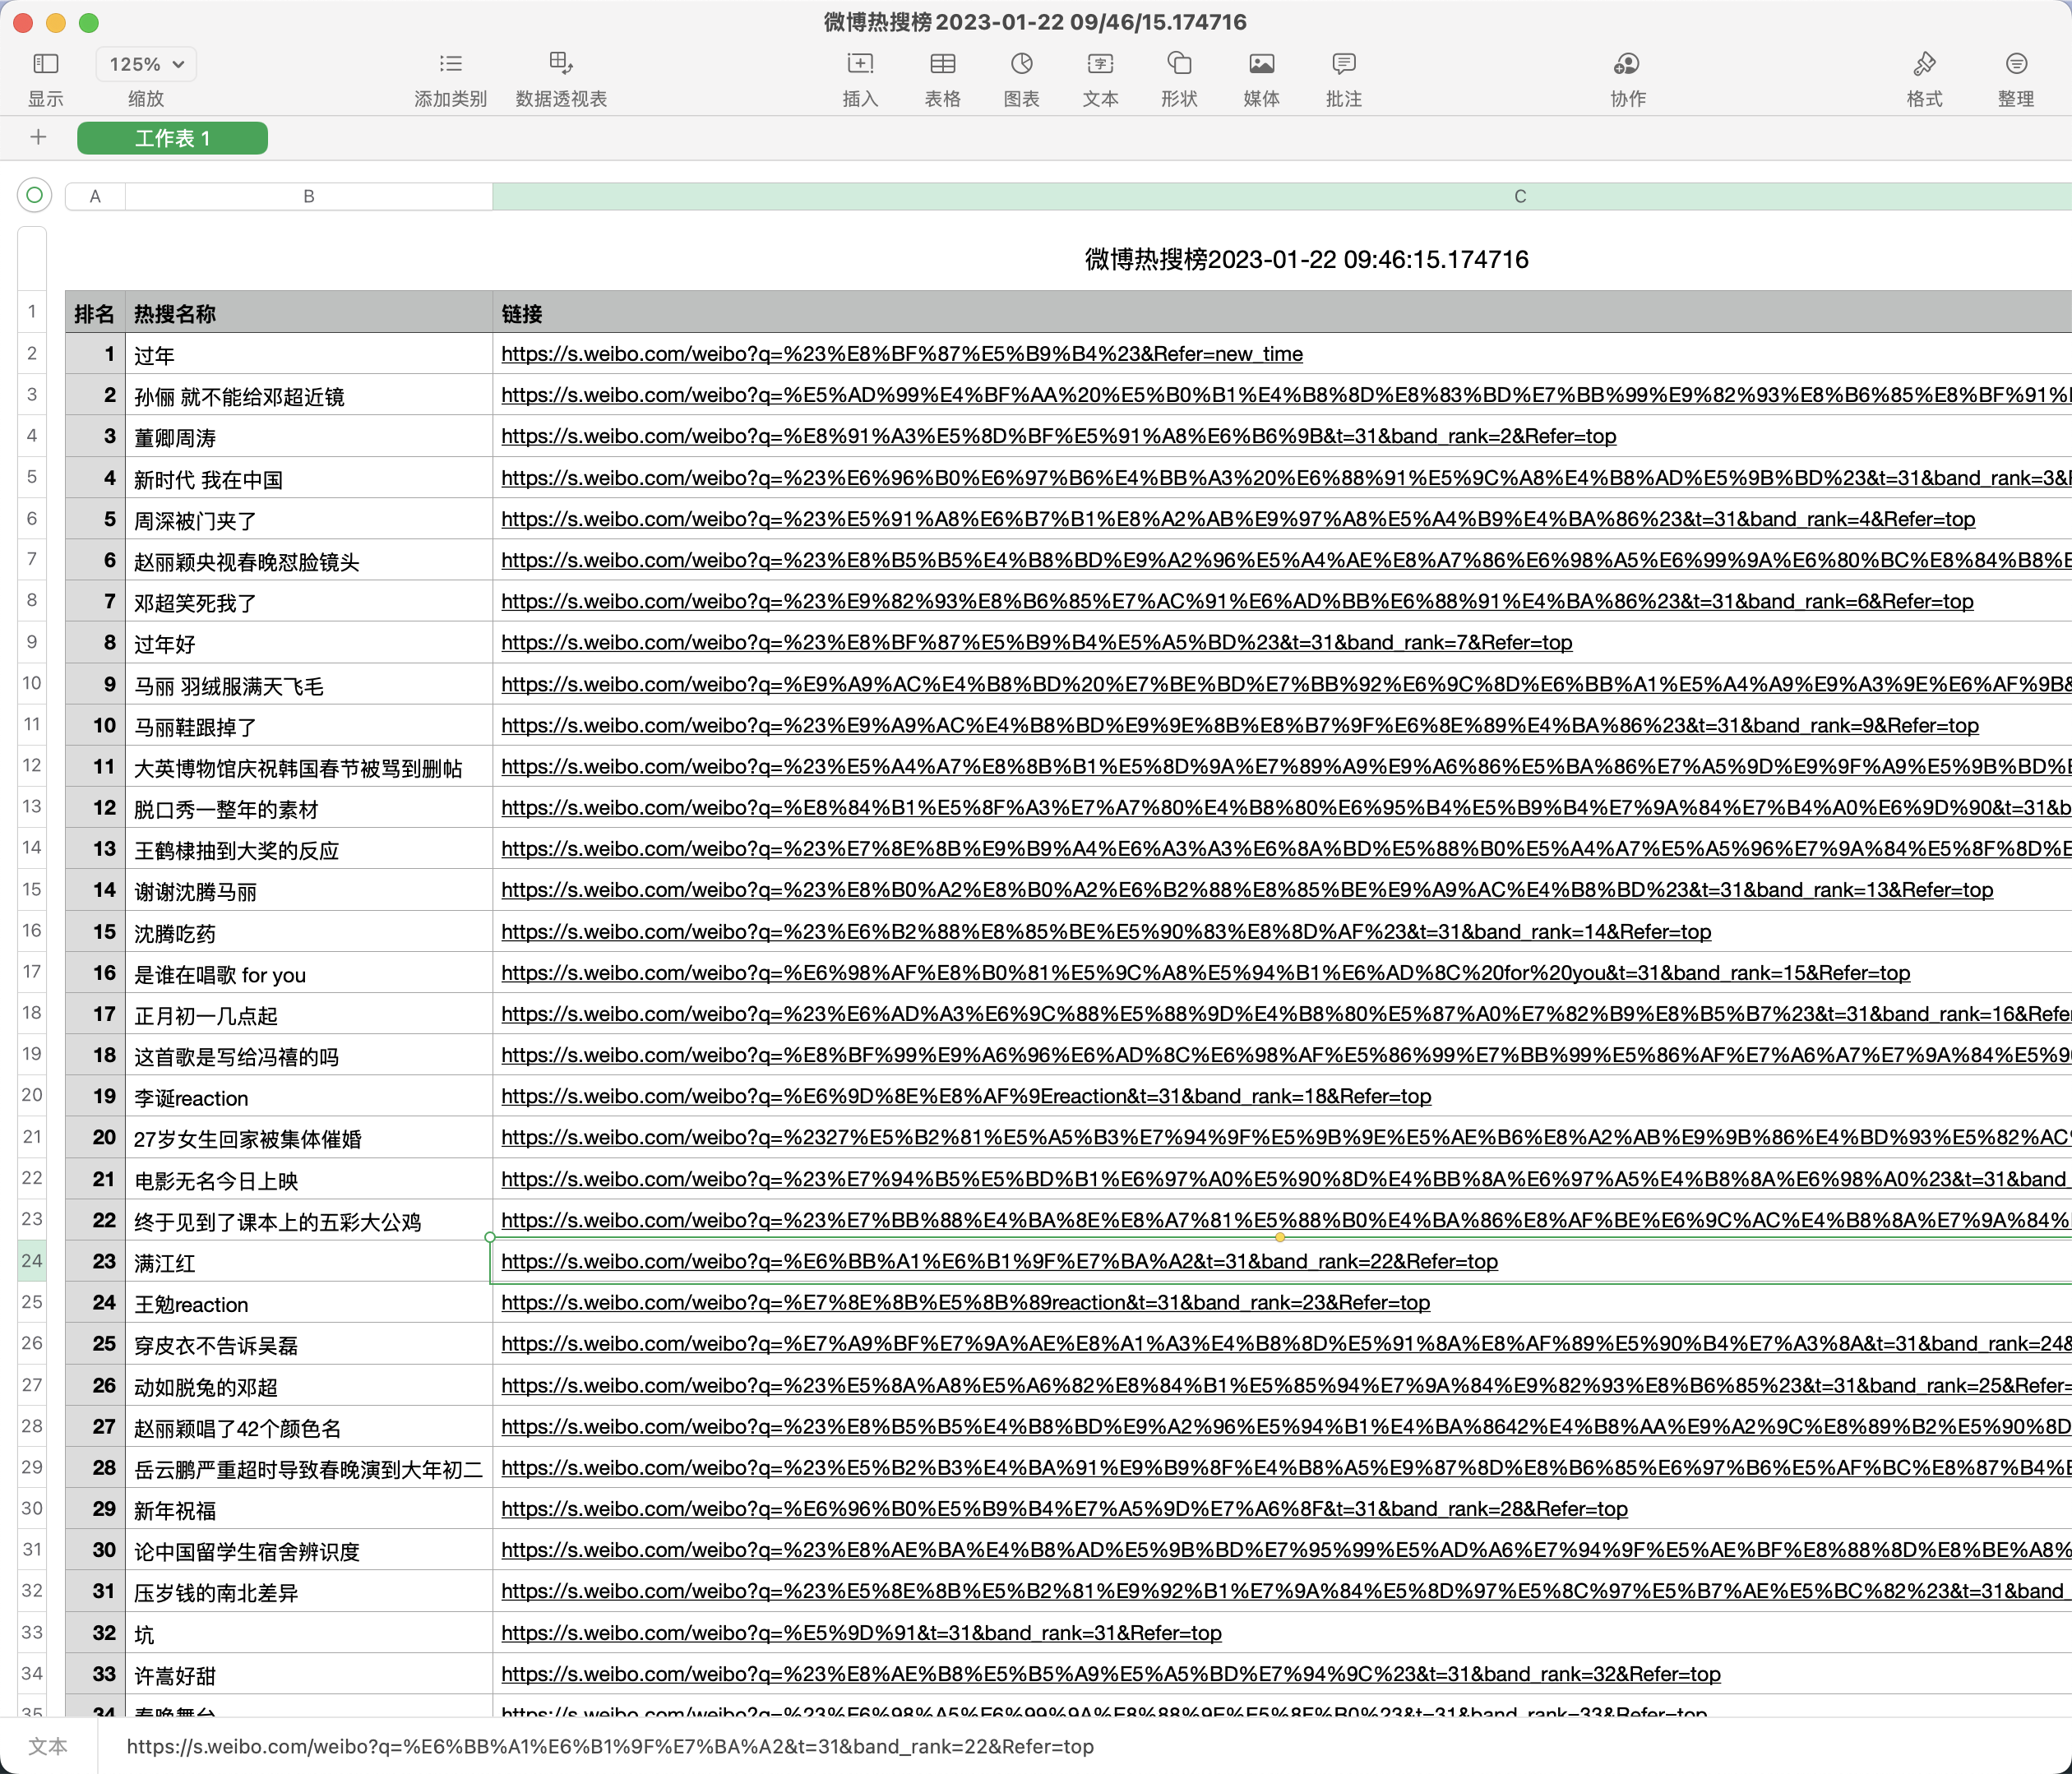 微博热搜榜2023-01-22 09/46/15.174716
125%
显示 缩放 添加类别 数据透视表 插入 表格 图表 文本 形状 媒体 批注 协作 格式 整理
工作表 1
A B C
微博热搜榜2023-01-22 09:46:15.174716
1 排名 热搜名称 链接
2 1 过年 https://s.weibo.com/weibo?q=%23%E8%BF%87%E5%B9%B4%23&Refer=new_time
3 2 孙俪 就不能给邓超近镜 https://s.weibo.com/weibo?q=%E5%AD%99%E4%BF%AA%20%E5%B0%B1%E4%B8%8D%E8%83%BD%E7%BB%99%E9%82%93%E8%B6%85%E8%BF%91%
4 3 董卿周涛 https://s.weibo.com/weibo?q=%E8%91%A3%E5%8D%BF%E5%91%A8%E6%B6%9B&t=31&band_rank=2&Refer=top
5 4 新时代 我在中国 https://s.weibo.com/weibo?q=%23%E6%96%B0%E6%97%B6%E4%BB%A3%20%E6%88%91%E5%9C%A8%E4%B8%AD%E5%9B%BD%23&t=31&band_rank=3&
6 5 周深被门夹了 https://s.weibo.com/weibo?q=%23%E5%91%A8%E6%B7%B1%E8%A2%AB%E9%97%A8%E5%A4%B9%E4%BA%86%23&t=31&band_rank=4&Refer=top
7 6 赵丽颖央视春晚怼脸镜头 https://s.weibo.com/weibo?q=%23%E8%B5%B5%E4%B8%BD%E9%A2%96%E5%A4%AE%E8%A7%86%E6%98%A5%E6%99%9A%E6%80%BC%E8%84%B8%E
8 7 邓超笑死我了 https://s.weibo.com/weibo?q=%23%E9%82%93%E8%B6%85%E7%AC%91%E6%AD%BB%E6%88%91%E4%BA%86%23&t=31&band_rank=6&Refer=top
9 8 过年好 https://s.weibo.com/weibo?q=%23%E8%BF%87%E5%B9%B4%E5%A5%BD%23&t=31&band_rank=7&Refer=top
10 9 马丽 羽绒服满天飞毛 https://s.weibo.com/weibo?q=%E9%A9%AC%E4%B8%BD%20%E7%BE%BD%E7%BB%92%E6%9C%8D%E6%BB%A1%E5%A4%A9%E9%A3%9E%E6%AF%9B&
11 10 马丽鞋跟掉了 https://s.weibo.com/weibo?q=%23%E9%A9%AC%E4%B8%BD%E9%9E%8B%E8%B7%9F%E6%8E%89%E4%BA%86%23&t=31&band_rank=9&Refer=top
12 11 大英博物馆庆祝韩国春节被骂到删帖 https://s.weibo.com/weibo?q=%23%E5%A4%A7%E8%8B%B1%E5%8D%9A%E7%89%A9%E9%A6%86%E5%BA%86%E7%A5%9D%E9%9F%A9%E5%9B%BD%E
13 12 脱口秀一整年的素材 https://s.weibo.com/weibo?q=%E8%84%B1%E5%8F%A3%E7%A7%80%E4%B8%80%E6%95%B4%E5%B9%B4%E7%9A%84%E7%B4%A0%E6%9D%90&t=31&b
14 13 王鹤棣抽到大奖的反应 https://s.weibo.com/weibo?q=%23%E7%8E%8B%E9%B9%A4%E6%A3%A3%E6%8A%BD%E5%88%B0%E5%A4%A7%E5%A5%96%E7%9A%84%E5%8F%8D%E
15 14 谢谢沈腾马丽 https://s.weibo.com/weibo?q=%23%E8%B0%A2%E8%B0%A2%E6%B2%88%E8%85%BE%E9%A9%AC%E4%B8%BD%23&t=31&band_rank=13&Refer=top
16 15 沈腾吃药 https://s.weibo.com/weibo?q=%23%E6%B2%88%E8%85%BE%E5%90%83%E8%8D%AF%23&t=31&band_rank=14&Refer=top
17 16 是谁在唱歌 for you https://s.weibo.com/weibo?q=%E6%98%AF%E8%B0%81%E5%9C%A8%E5%94%B1%E6%AD%8C%20for%20you&t=31&band_rank=15&Refer=top
18 17 正月初一几点起 https://s.weibo.com/weibo?q=%23%E6%AD%A3%E6%9C%88%E5%88%9D%E4%B8%80%E5%87%A0%E7%82%B9%E8%B5%B7%23&t=31&band_rank=16&Refe
19 18 这首歌是写给冯禧的吗 https://s.weibo.com/weibo?q=%E8%BF%99%E9%A6%96%E6%AD%8C%E6%98%AF%E5%86%99%E7%BB%99%E5%86%AF%E7%A6%A7%E7%9A%84%E5%9
20 19 李诞reaction https://s.weibo.com/weibo?q=%E6%9D%8E%E8%AF%9Ereaction&t=31&band_rank=18&Refer=top
21 20 27岁女生回家被集体催婚 https://s.weibo.com/weibo?q=%2327%E5%B2%81%E5%A5%B3%E7%94%9F%E5%9B%9E%E5%AE%B6%E8%A2%AB%E9%9B%86%E4%BD%93%E5%82%AC
22 21 电影无名今日上映 https://s.weibo.com/weibo?q=%23%E7%94%B5%E5%BD%B1%E6%97%A0%E5%90%8D%E4%BB%8A%E6%97%A5%E4%B8%8A%E6%98%A0%23&t=31&band_
23 22 终于见到了课本上的五彩大公鸡 https://s.weibo.com/weibo?q=%23%E7%BB%88%E4%BA%8E%E8%A7%81%E5%88%B0%E4%BA%86%E8%AF%BE%E6%9C%AC%E4%B8%8A%E7%9A%84%
24 23 满江红 https://s.weibo.com/weibo?q=%E6%BB%A1%E6%B1%9F%E7%BA%A2&t=31&band_rank=22&Refer=top
25 24 王勉reaction https://s.weibo.com/weibo?q=%E7%8E%8B%E5%8B%89reaction&t=31&band_rank=23&Refer=top
26 25 穿皮衣不告诉吴磊 https://s.weibo.com/weibo?q=%E7%A9%BF%E7%9A%AE%E8%A1%A3%E4%B8%8D%E5%91%8A%E8%AF%89%E5%90%B4%E7%A3%8A&t=31&band_rank=24&
27 26 动如脱兔的邓超 https://s.weibo.com/weibo?q=%23%E5%8A%A8%E5%A6%82%E8%84%B1%E5%85%94%E7%9A%84%E9%82%93%E8%B6%85%23&t=31&band_rank=25&Refer=
28 27 赵丽颖唱了42个颜色名 https://s.weibo.com/weibo?q=%23%E8%B5%B5%E4%B8%BD%E9%A2%96%E5%94%B1%E4%BA%8642%E4%B8%AA%E9%A2%9C%E8%89%B2%E5%90%8D
29 28 岳云鹏严重超时导致春晚演到大年初二 https://s.weibo.com/weibo?q=%23%E5%B2%B3%E4%BA%91%E9%B9%8F%E4%B8%A5%E9%87%8D%E8%B6%85%E6%97%B6%E5%AF%BC%E8%87%B4%E
30 29 新年祝福 https://s.weibo.com/weibo?q=%E6%96%B0%E5%B9%B4%E7%A5%9D%E7%A6%8F&t=31&band_rank=28&Refer=top
31 30 论中国留学生宿舍辨识度 https://s.weibo.com/weibo?q=%23%E8%AE%BA%E4%B8%AD%E5%9B%BD%E7%95%99%E5%AD%A6%E7%94%9F%E5%AE%BF%E8%88%8D%E8%BE%A8%
32 31 压岁钱的南北差异 https://s.weibo.com/weibo?q=%23%E5%8E%8B%E5%B2%81%E9%92%B1%E7%9A%84%E5%8D%97%E5%8C%97%E5%B7%AE%E5%BC%82%23&t=31&band_
33 32 坑 https://s.weibo.com/weibo?q=%E5%9D%91&t=31&band_rank=31&Refer=top
34 33 许嵩好甜 https://s.weibo.com/weibo?q=%23%E8%AE%B8%E5%B5%A9%E5%A5%BD%E7%94%9C%23&t=31&band_rank=32&Refer=top
35 34 春晚舞台 https://s.weibo.com/weibo?q=%23%E6%98%A5%E6%99%9A%E8%88%9E%E5%8F%B0%23&t=31&band_rank=33&Refer=top
文本 https://s.weibo.com/weibo?q=%E6%BB%A1%E6%B1%9F%E7%BA%A2&t=31&band_rank=22&Refer=top